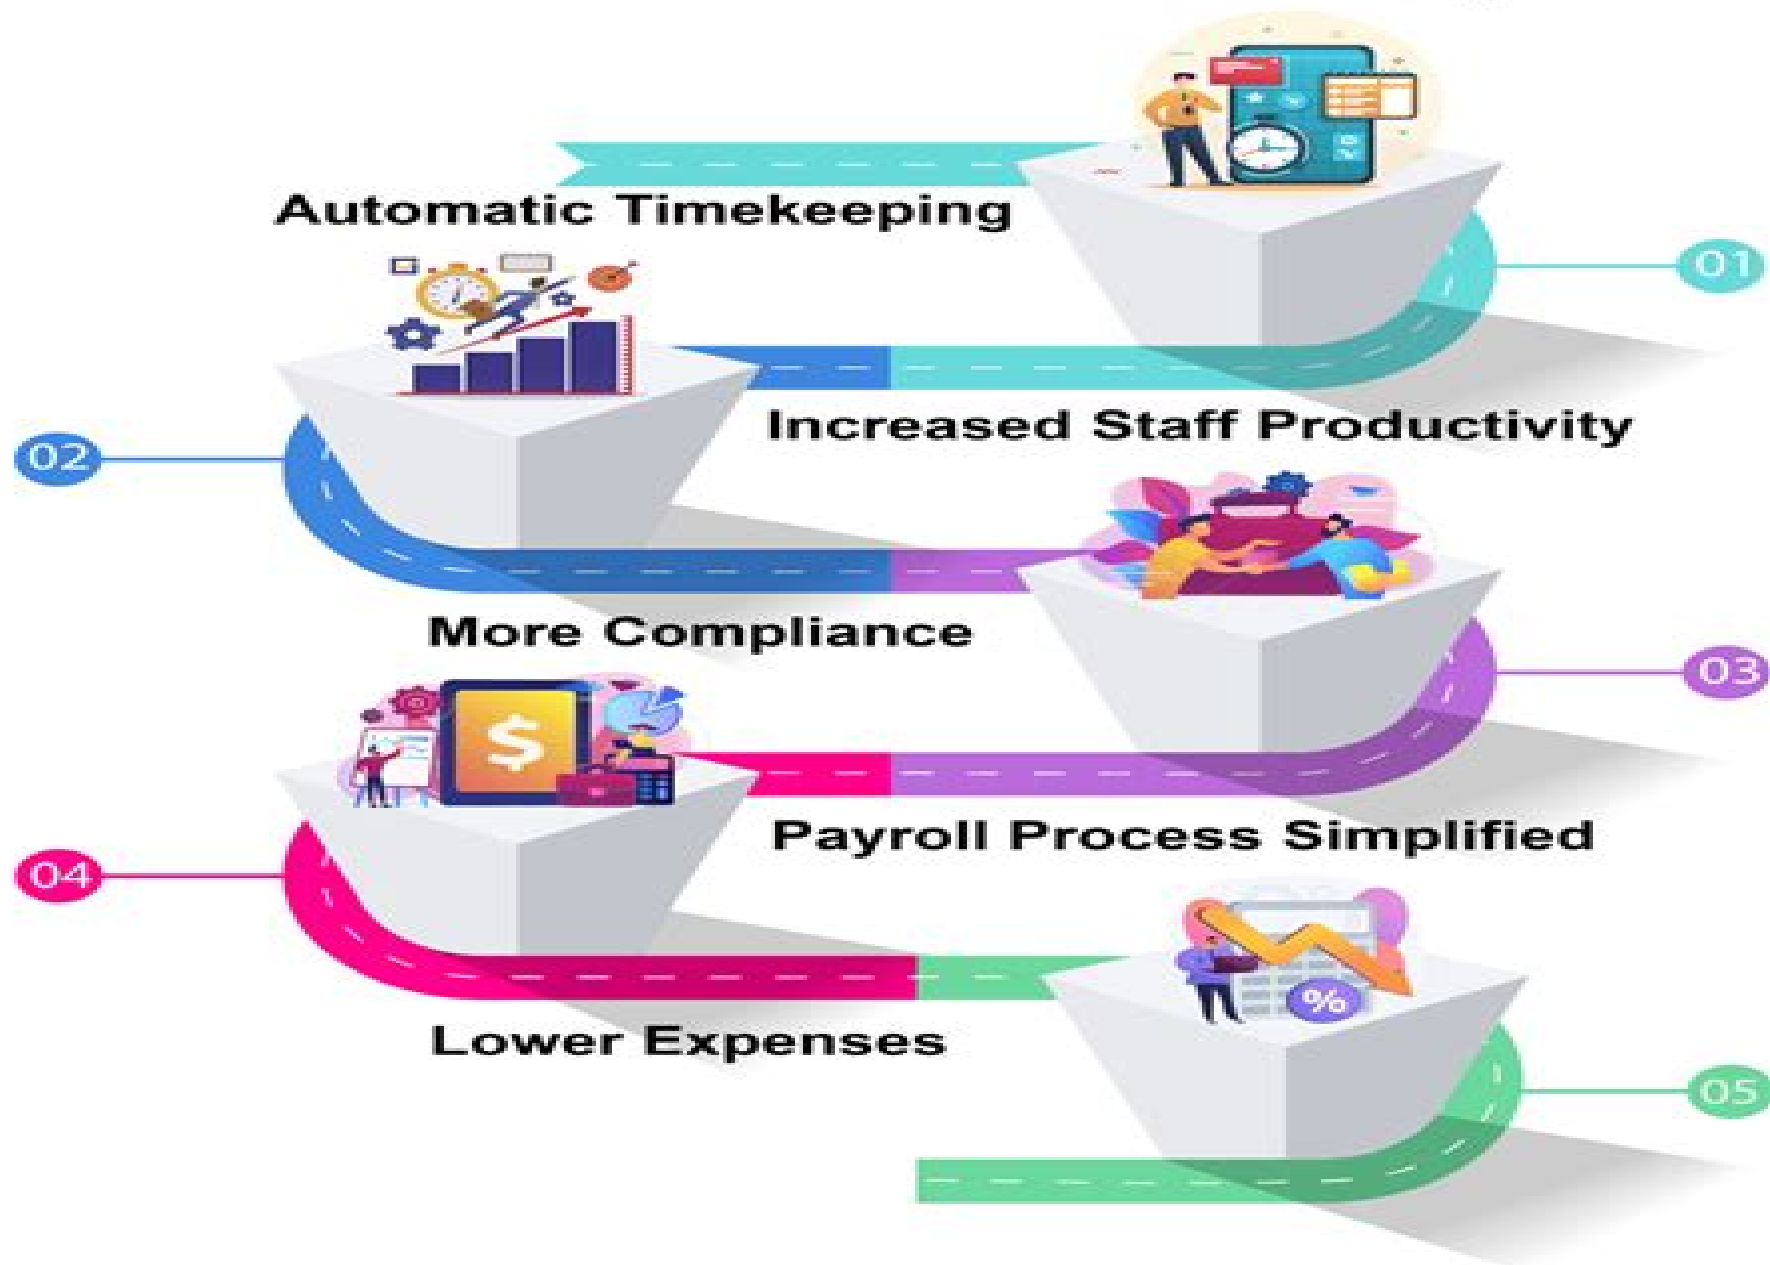 Automatic Timekeeping
01
Increased Staff Productivity
02
More Compliance
03
$
Payroll Process Simplified
04
%
Lower Expenses
05